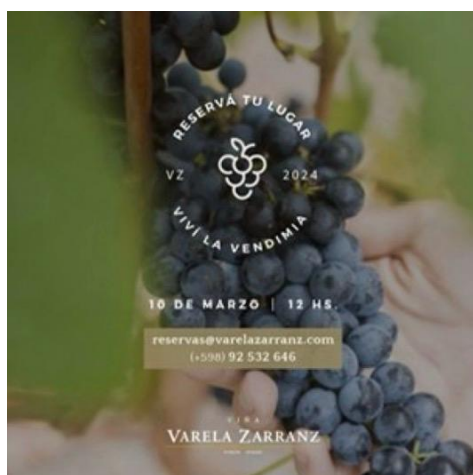 RESERVÁ TU LUGAR
VZ 2024
VIVÍ LA VENDIMIA
10 DE MARZO | 12 HS.
reservas@varelazarranz.com
(+598) 92 532 646
VIÑA
VARELA ZARRANZ